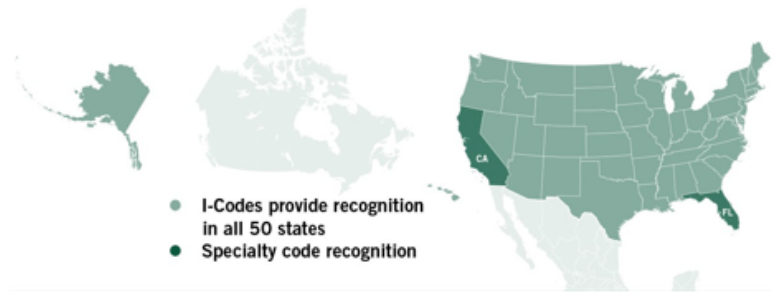 CA
FL
I-Codes provide recognition
in all 50 states
Specialty code recognition